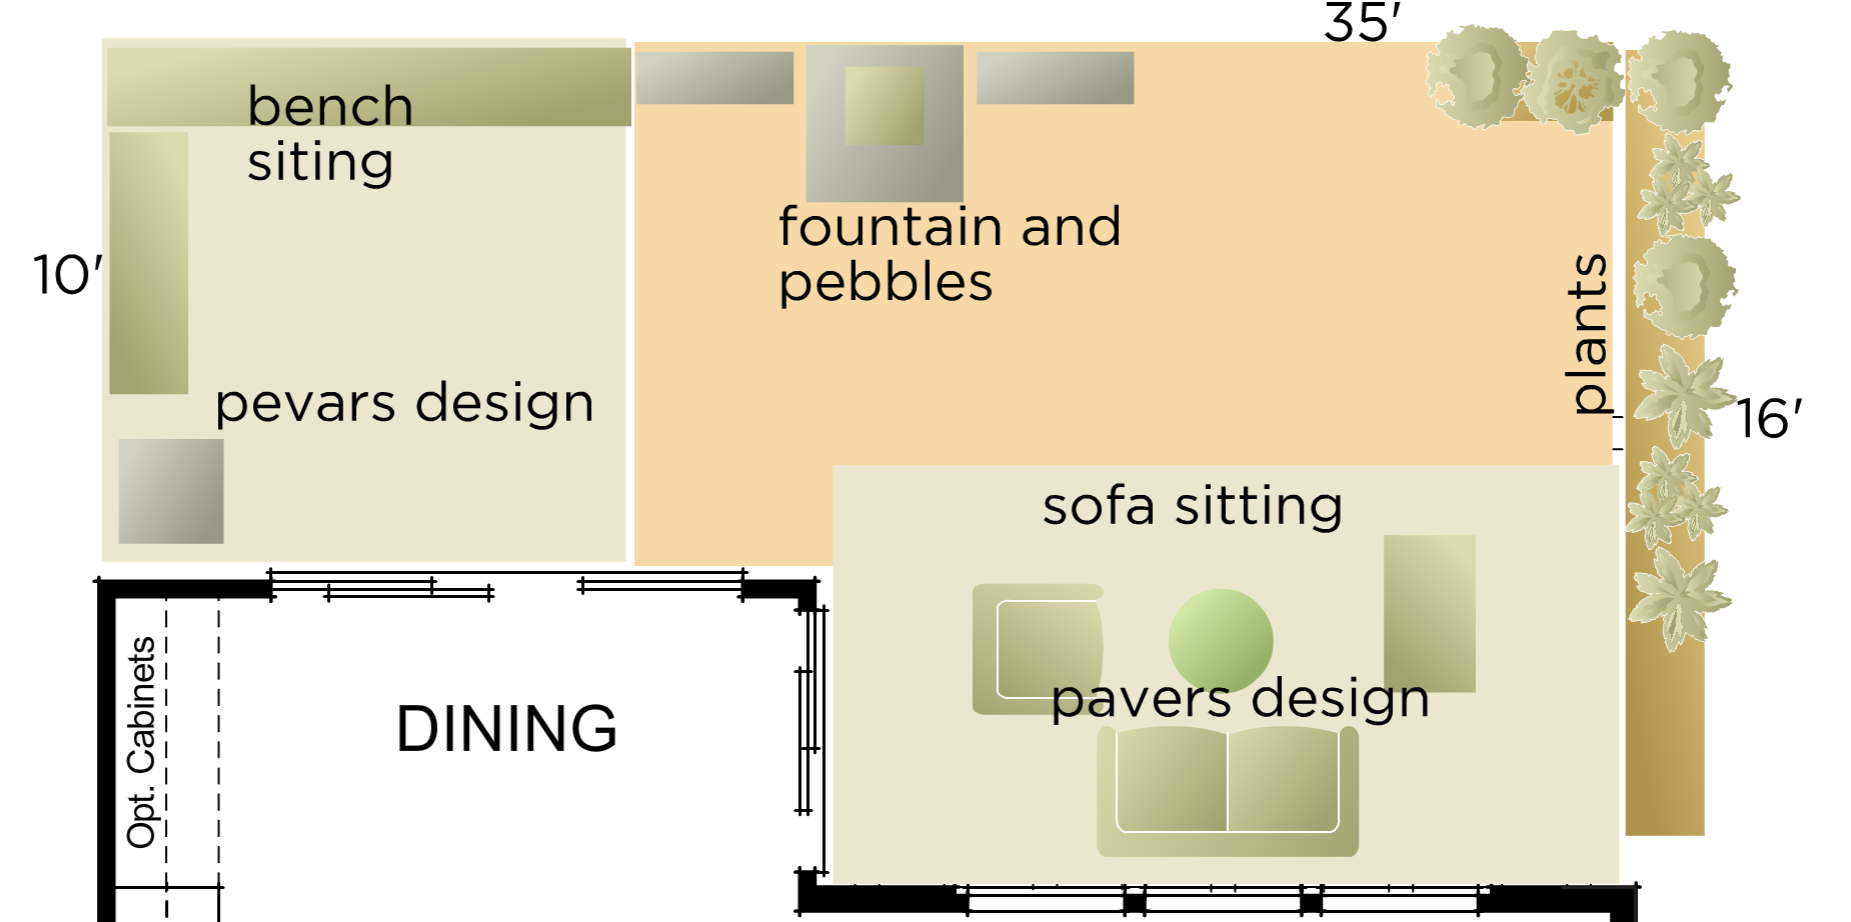 35'
bench
siting
10'
fountain and
pebbles
plants
pevars design
16'
sofa sitting
pavers design
Opt. Cabinets
DINING